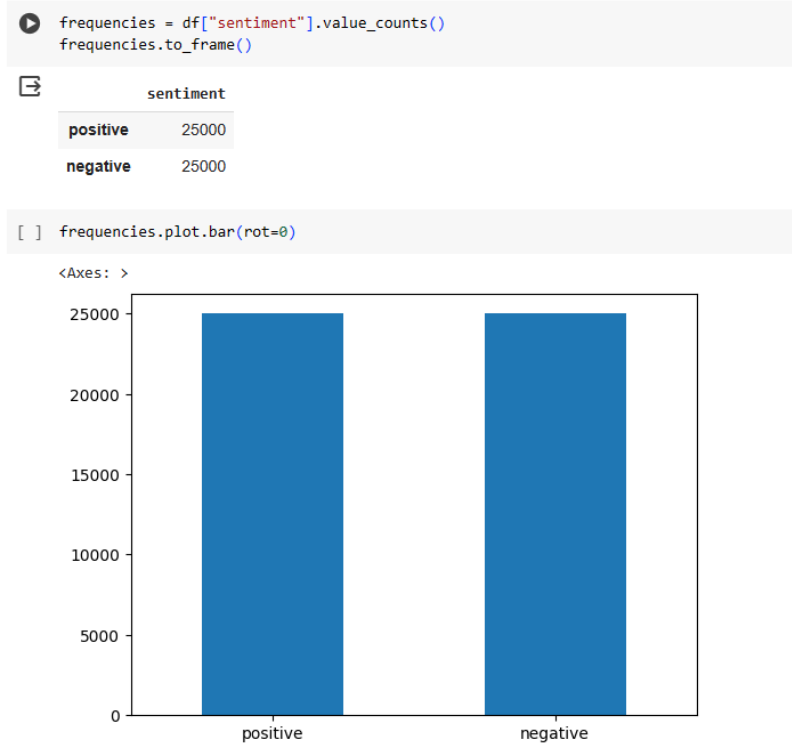 frequencies = df["sentiment"].value_counts()
frequencies.to_frame()
sentiment
positive 25000
negative 25000
[ ] frequencies.plot.bar(rot=0)
<Axes: >
25000
20000
15000
10000
5000
0
positive negative